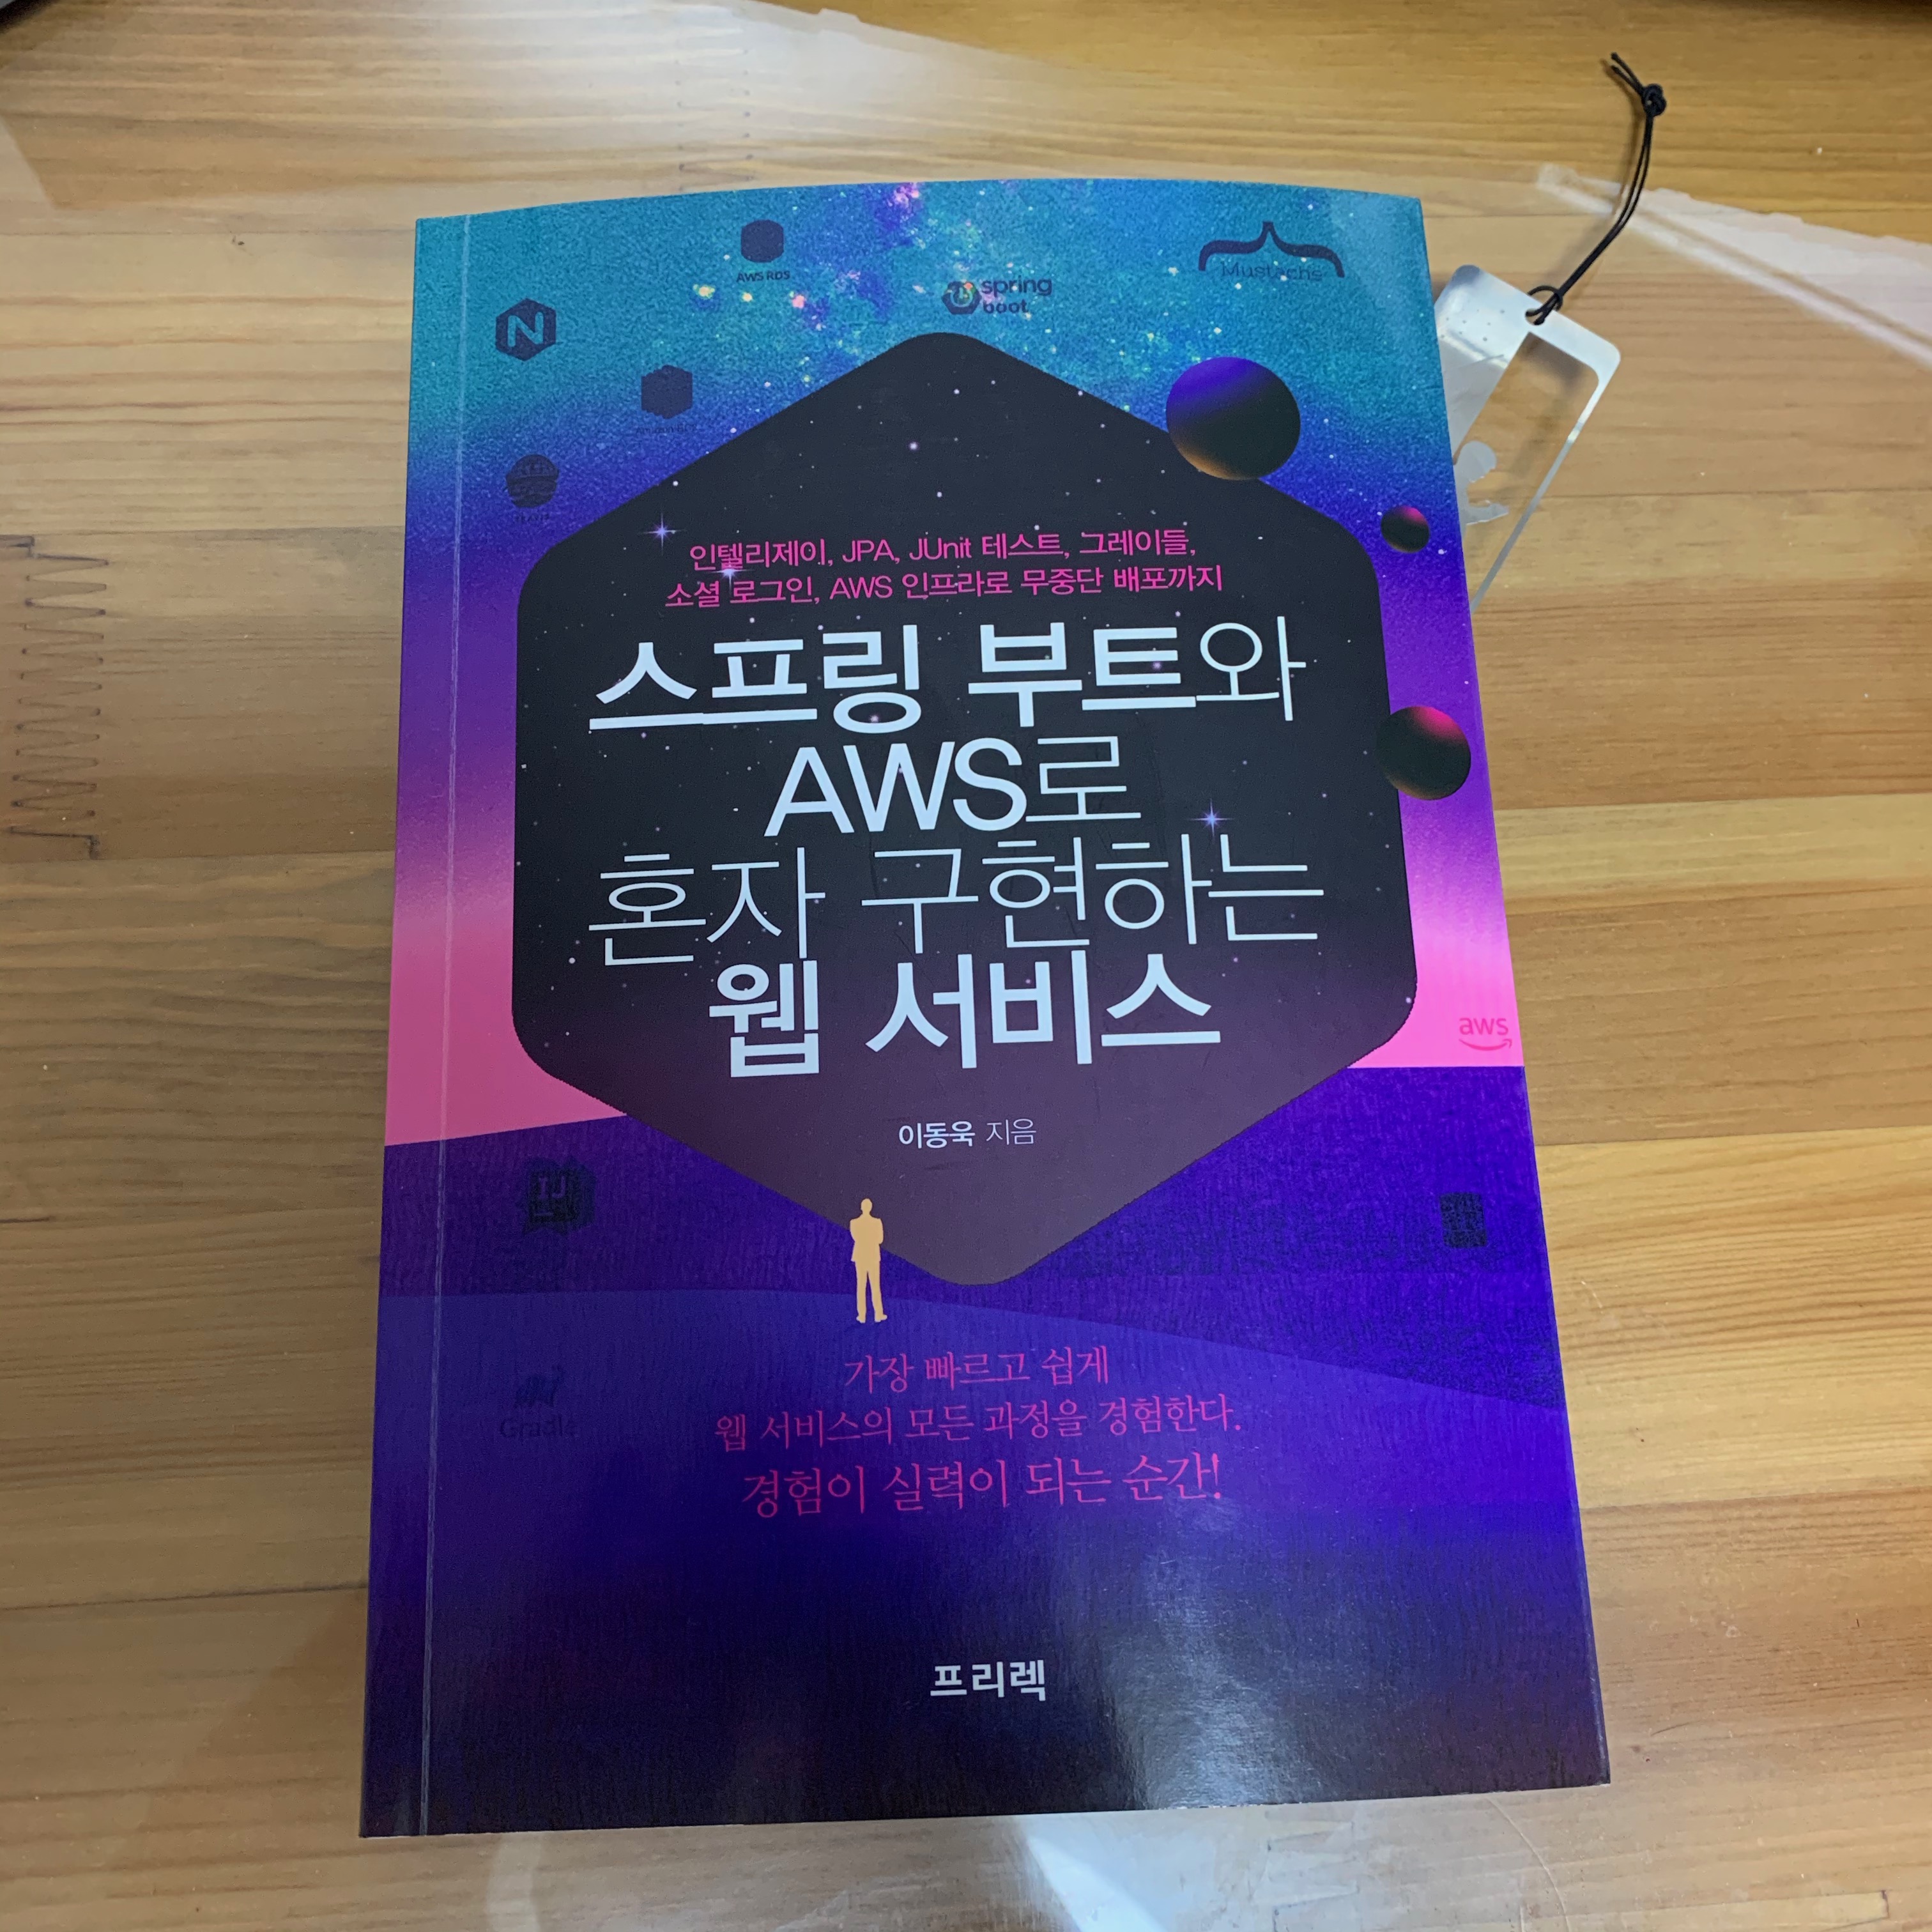 AWS RDS
Mustache
spring
boot
N
인텔리제이, JPA, JUnit 테스트, 그레이들,
소셜 로그인, AWS 인프라로 무중단 배포까지
스프링 부트와
AWS로
혼자 구현하는
웹 서비스
aws
이동욱 지음
IJ
가장 빠르고 쉽게
Gradle
웹 서비스의 모든 과정을 경험한다.
경험이 실력이 되는 순간!
프리렉